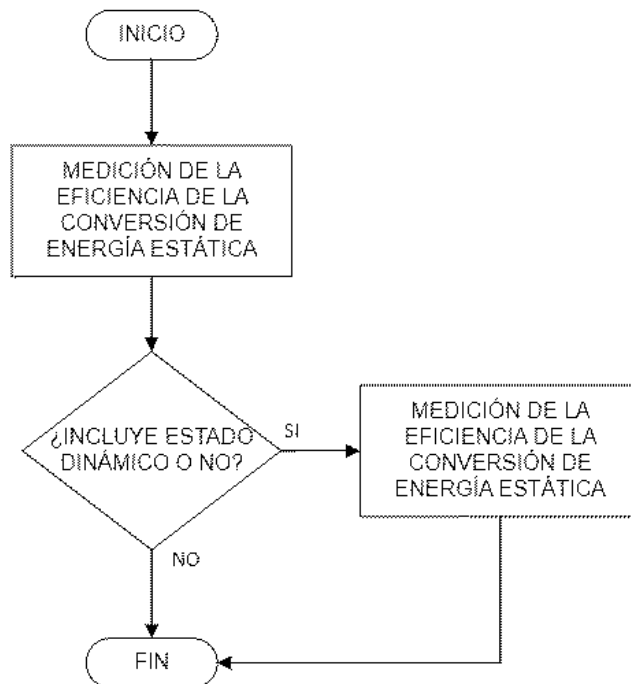 INICIO
MEDICIÓN DE LA
EFICIENCIA DE LA
CONVERSIÓN DE
ENERGÍA ESTÁTICA
¿INCLUYE ESTADO
DINÁMICO O NO?
SI
MEDICIÓN DE LA
EFICIENCIA DE LA
CONVERSIÓN DE
ENERGÍA ESTÁTICA
NO
FIN